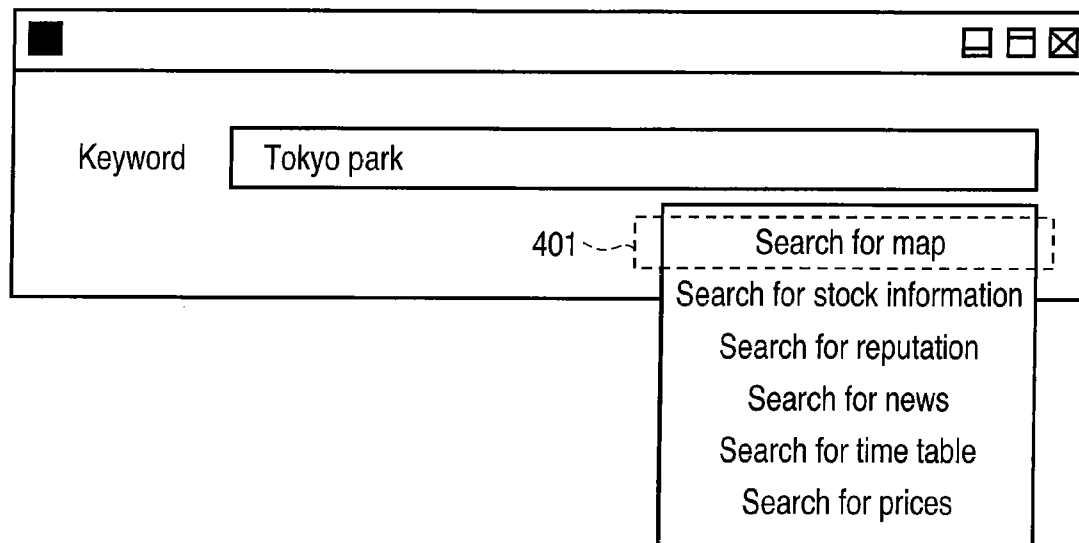 Keyword
Tokyo park
401
Search for map
Search for stock information
Search for reputation
Search for news
Search for time table
Search for prices